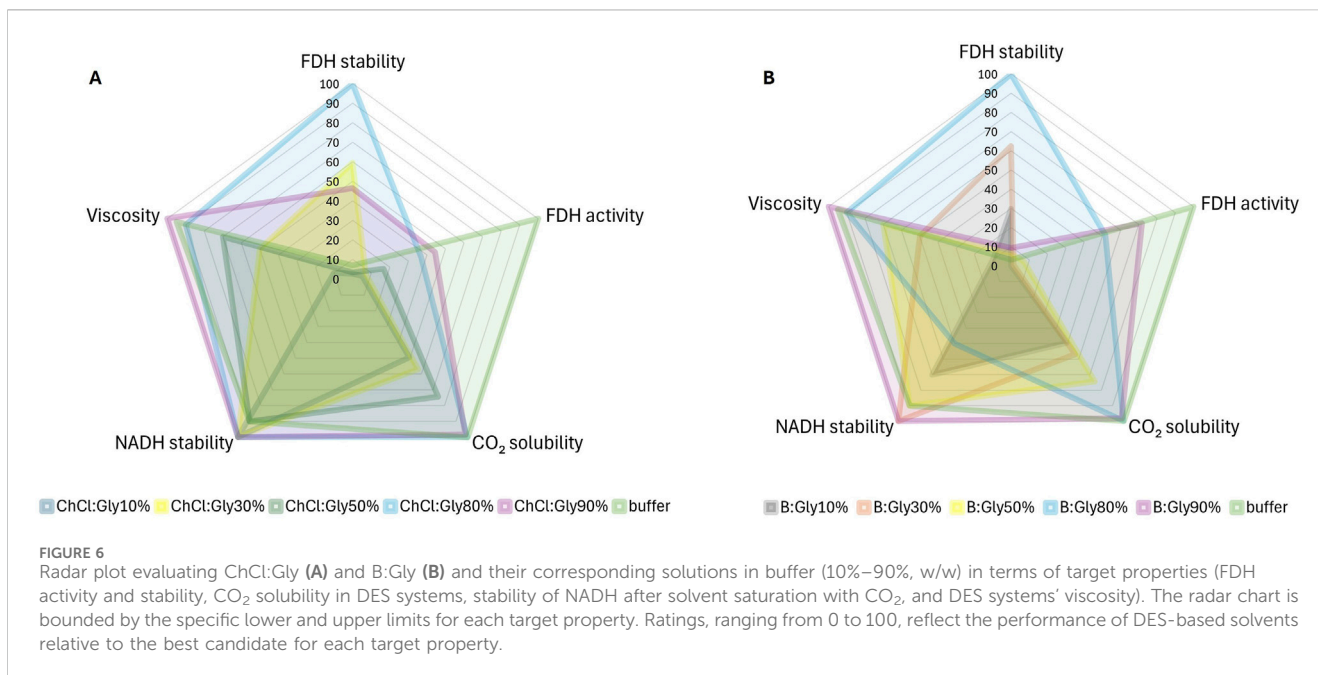 A
FDH stability
100
90
80
70
60
50
40
30
20
10
0
Viscosity
FDH activity
NADH stability
CO₂ solubility
ChCl:Gly10% ChCl:Gly30% ChCl:Gly50% ChCl:Gly80% ChCl:Gly90% buffer
B
FDH stability
100
90
80
70
60
50
40
30
20
10
0
Viscosity
FDH activity
NADH stability
CO₂ solubility
B:Gly10% B:Gly30% B:Gly50% B:Gly80% B:Gly90% buffer
FIGURE 6
Radar plot evaluating ChCl:Gly (A) and B:Gly (B) and their corresponding solutions in buffer (10%–90%, w/w) in terms of target properties (FDH
activity and stability, CO₂ solubility in DES systems, stability of NADH after solvent saturation with CO₂, and DES systems’ viscosity). The radar chart is
bounded by the specific lower and upper limits for each target property. Ratings, ranging from 0 to 100, reflect the performance of DES-based solvents
relative to the best candidate for each target property.